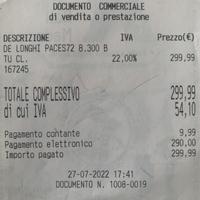 DOCUMENTO COMMERCIALE
di vendita o prestazione
DESCRIZIONE IVA Prezzo(€)
DE LONGHI PACES72 8.300 B
TU CL. 22,00% 299,99
167245
TOTALE COMPLESSIVO 299,99
di cui IVA 54,10
Pagamento contante 9,99
Pagamento elettronico 290,00
Importo pagato 299,99
27-07-2022 17:41
DOCUMENTO N. 1008-0019